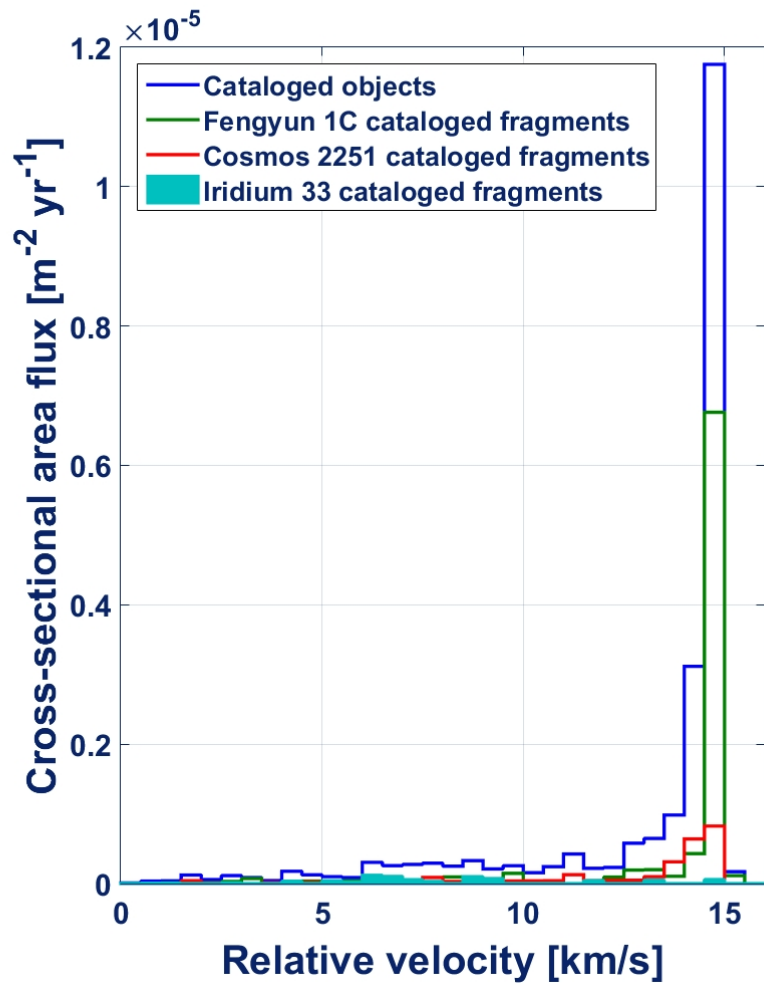 ×10^-5
1.2
1
0.8
0.6
0.4
0.2
0
Cross-sectional area flux [m^-2 yr^-1]
Cataloged objects
Fengyun 1C cataloged fragments
Cosmos 2251 cataloged fragments
Iridium 33 cataloged fragments
0 5 10 15
Relative velocity [km/s]